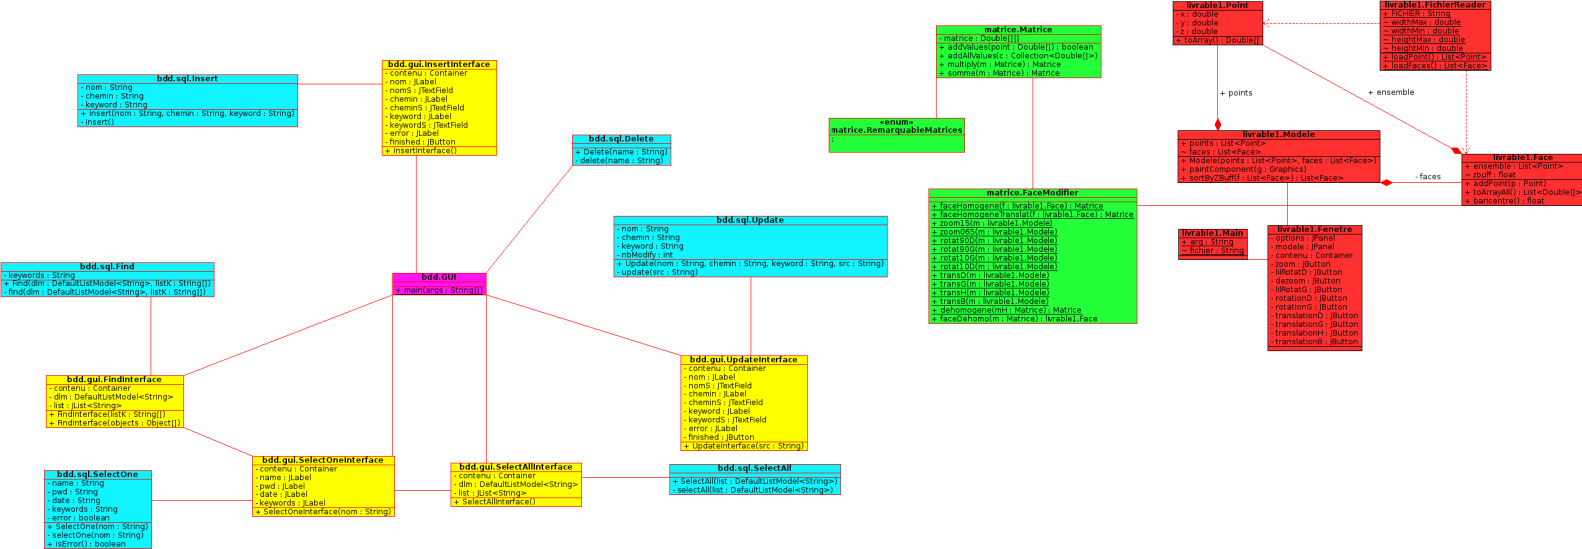 bdd.sql.Insert
- nom : String
- chemin : String
- keyword : String
+ Insert(nom : String, chemin : String, keyword : String)
- insert()
bdd.gui.InsertInterface
- contenu : Container
- nom : JLabel
- nomS : JTextField
- chemin : JLabel
- cheminS : JTextField
- keyword : JLabel
- keywordS : JTextField
- error : JLabel
- finished : JButton
+ InsertInterface()
bdd.sql.Delete
+ Delete(name : String)
- delete(name : String)
bdd.sql.Update
- nom : String
- chemin : String
- keyword : String
- nbModify : int
+ Update(nom : String, chemin : String, keyword : String, src : String)
- update(src : String)
bdd.sql.Find
- keywords : String
+ Find(dlm : DefaultListModel<String>, listK : String[])
- find(dlm : DefaultListModel<String>, listK : String[])
bdd.GUI
+ main(args : String[])
bdd.gui.FindInterface
- contenu : Container
- dlm : DefaultListModel<String>
- list : JList<String>
+ FindInterface(listK : String[])
+ FindInterface(objects : Object[])
bdd.gui.UpdateInterface
- contenu : Container
- nom : JLabel
- nomS : JTextField
- chemin : JLabel
- cheminS : JTextField
- keyword : JLabel
- keywordS : JTextField
- error : JLabel
- finished : JButton
+ UpdateInterface(src : String)
bdd.sql.SelectOne
- name : String
- pwd : String
- date : String
- keywords : String
- error : boolean
+ SelectOne(nom : String)
- selectOne(nom : String)
+ isError() : boolean
bdd.gui.SelectOneInterface
- contenu : Container
- name : JLabel
- pwd : JLabel
- date : JLabel
- keywords : JLabel
+ SelectOneInterface(nom : String)
bdd.gui.SelectAllInterface
- contenu : Container
- dlm : DefaultListModel<String>
- list : JList<String>
+ SelectAllInterface()
bdd.sql.SelectAll
+ SelectAll(list : DefaultListModel<String>)
- selectAll(list : DefaultListModel<String>)
matrice.Matrice
- matrice : Double[][]
+ addValues(point : Double[]) : boolean
+ addAllValues(c : Collection<Double[]>)
+ multiply(m : Matrice) : Matrice
+ somme(m : Matrice) : Matrice
«enum»
matrice.RemarquableMatrices
:
matrice.FaceModifier
+ faceHomogene(f : livrable1.Face) : Matrice
+ faceHomogeneTranslat(f : livrable1.Face) : Matrice
+ zoom15(m : livrable1.Modele)
+ zoom065(m : livrable1.Modele)
+ rotat90D(m : livrable1.Modele)
+ rotat90G(m : livrable1.Modele)
+ rotat10G(m : livrable1.Modele)
+ rotat10D(m : livrable1.Modele)
+ transD(m : livrable1.Modele)
+ transG(m : livrable1.Modele)
+ transH(m : livrable1.Modele)
+ transB(m : livrable1.Modele)
+ dehomogene(mH : Matrice) : Matrice
+ faceDehomo(m : Matrice) : livrable1.Face
livrable1.Point
- x : double
- y : double
- z : double
+ toArray() : Double[]
livrable1.FichierReader
+ FICHIER : String
~ widthMax : double
~ widthMin : double
~ heightMax : double
~ heightMin : double
+ loadPoint() : List<Point>
+ loadFaces() : List<Face>
+ points
+ ensemble
livrable1.Modele
+ points : List<Point>
~ faces : List<Face>
+ Modele(points : List<Point>, faces : List<Face>)
+ paintComponent(g : Graphics)
+ sortByZBuff(f : List<Face>) : List<Face>
- faces
livrable1.Face
+ ensemble : List<Point>
~ zbuff : float
+ addPoint(p : Point)
+ toArrayAll() : List<Double[]>
+ baricentre() : float
livrable1.Main
+ arg : String
~ fichier : String
livrable1.Fenetre
- options : JPanel
- modele : JPanel
- contenu : Container
- zoom : JButton
- lilRotatD : JButton
- dezoom : JButton
- lilRotatG : JButton
- rotationD : JButton
- rotationG : JButton
- translationD : JButton
- translationG : JButton
- translationH : JButton
- translationB : JButton